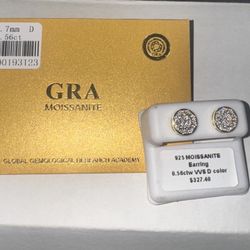 .7mm D
.56ct
00193123
GRA
MOISSANITE
GLOBAL GEMOLOGICAL RESEARCH ACADEMY
925 MOISSANITE
Earring
0.56ctw VVS D color
$327.40